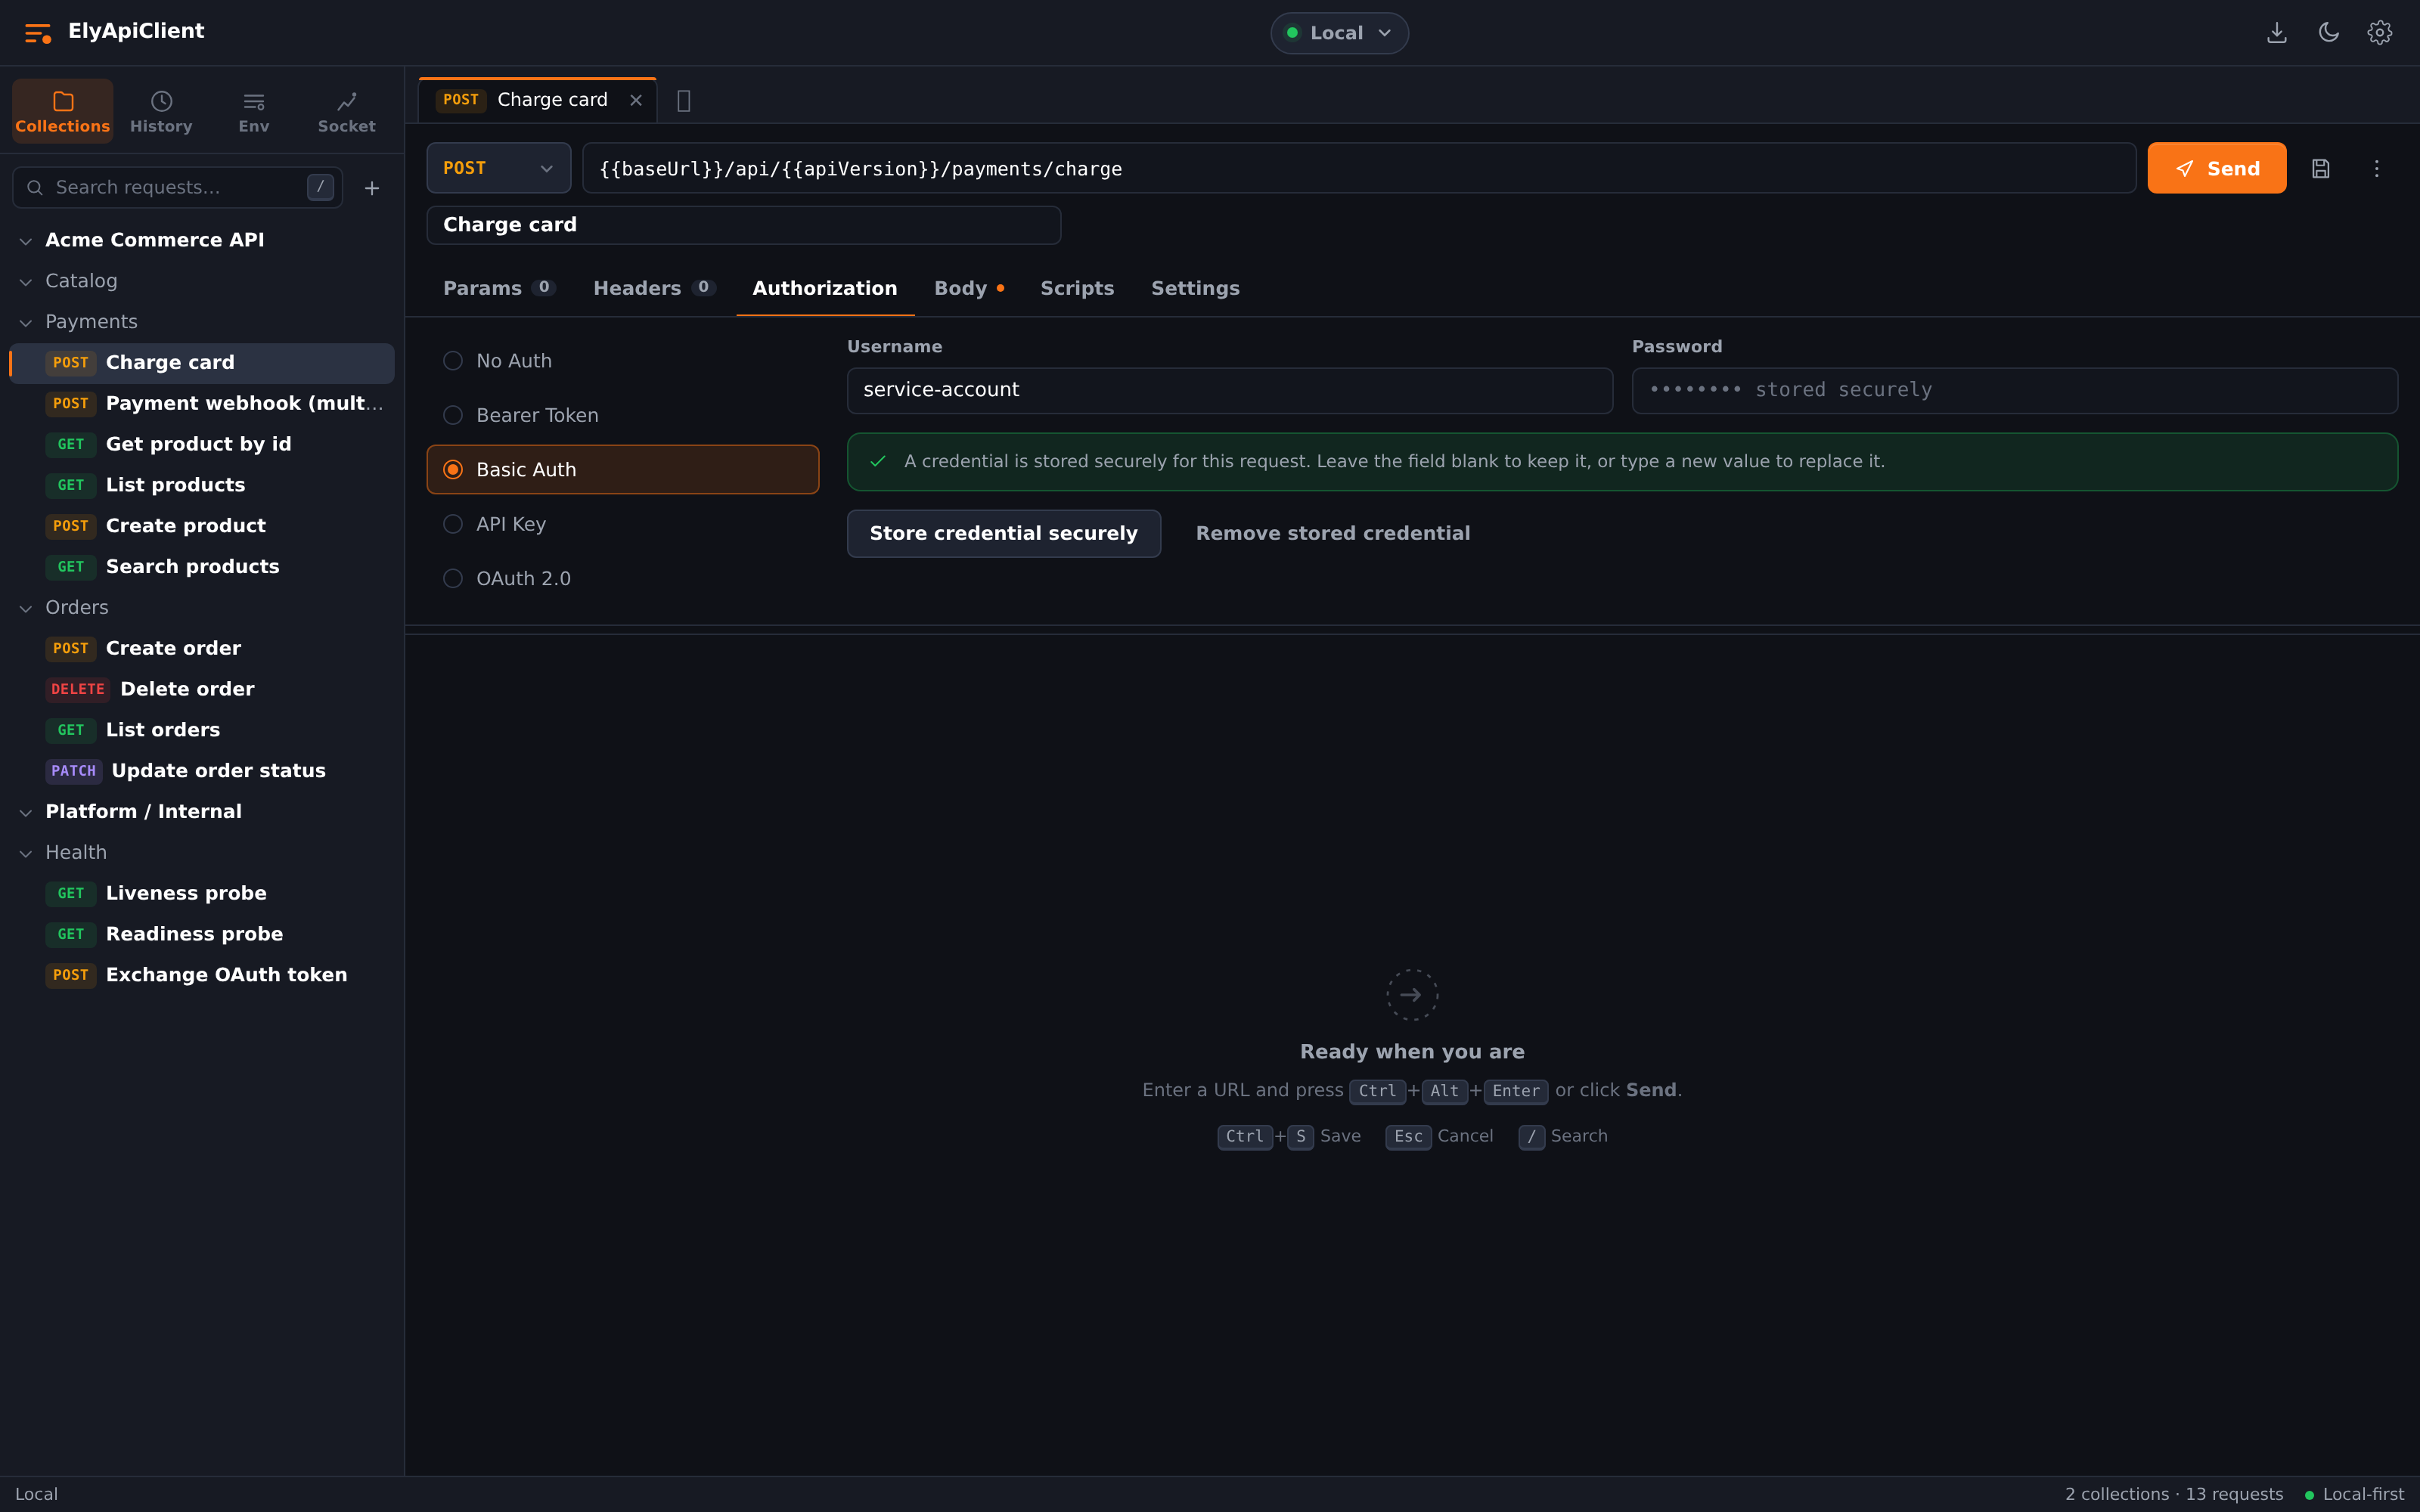 ElyApiClient
Local
Collections
History
Env
Socket
Search requests… /
Acme Commerce API
Catalog
Payments
POST Charge card
POST Payment webhook (mult…
GET Get product by id
GET List products
POST Create product
GET Search products
Orders
POST Create order
DELETE Delete order
GET List orders
PATCH Update order status
Platform / Internal
Health
GET Liveness probe
GET Readiness probe
POST Exchange OAuth token
POST Charge card
POST
{{baseUrl}}/api/{{apiVersion}}/payments/charge
Send
Charge card
Params 0
Headers 0
Authorization
Body
Scripts
Settings
No Auth
Bearer Token
Basic Auth
API Key
OAuth 2.0
Username
service-account
Password
•••••••• stored securely
A credential is stored securely for this request. Leave the field blank to keep it, or type a new value to replace it.
Store credential securely
Remove stored credential
Ready when you are
Enter a URL and press Ctrl+Alt+Enter or click Send.
Ctrl+S Save Esc Cancel / Search
Local
2 collections · 13 requests
Local-first